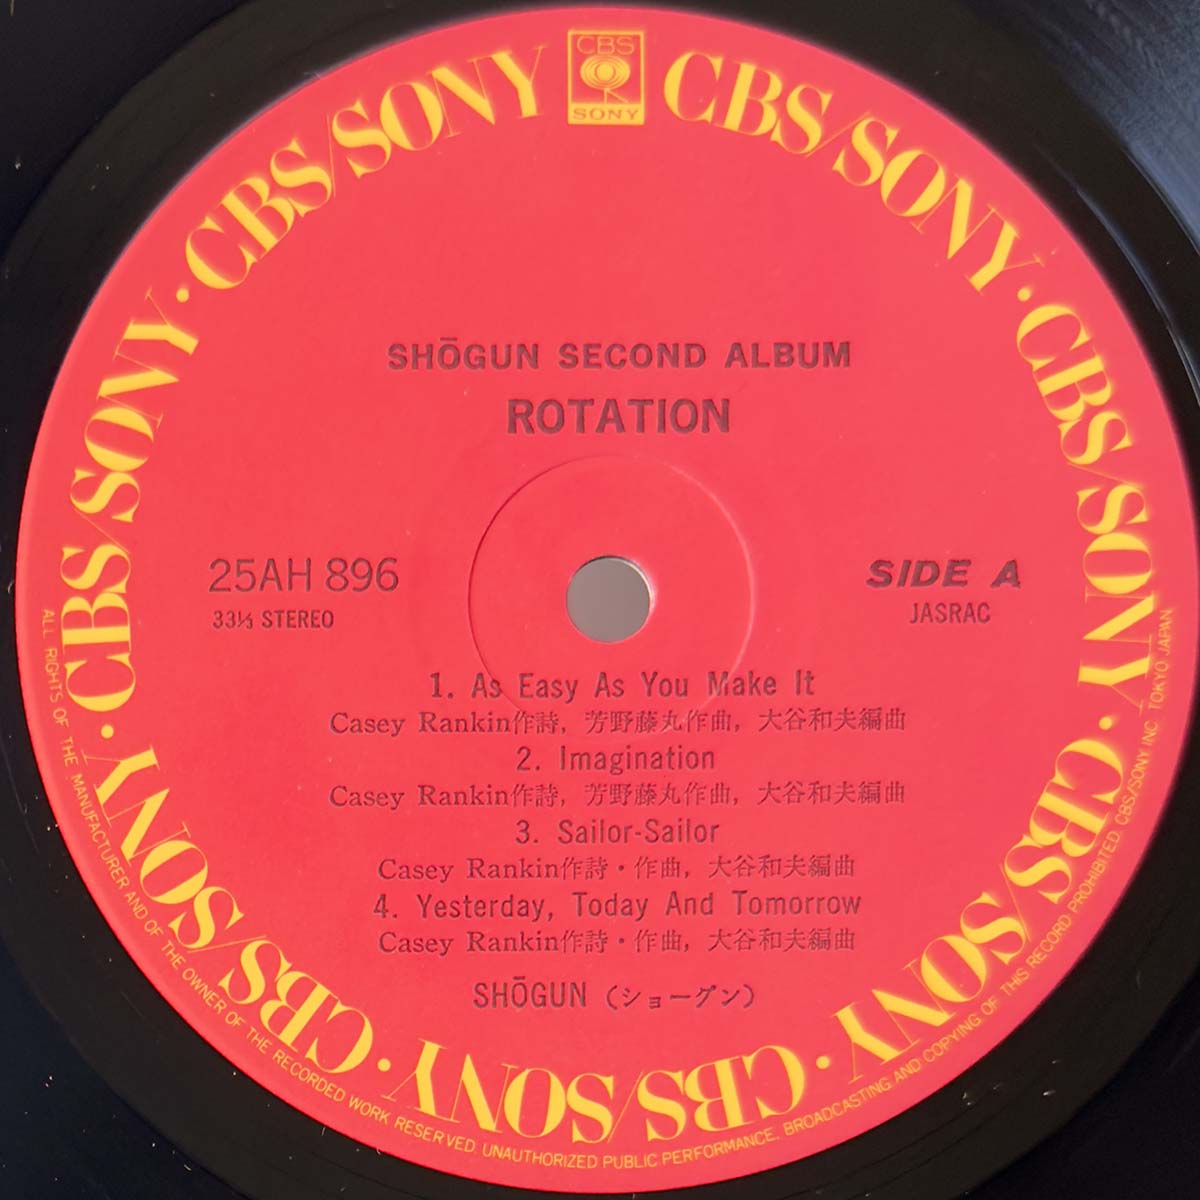 CBS
SONY
CBS/SONY · CBS/SONY · CBS/SONY · CBS/SONY · CBS/SONY · CBS/SONY · CBS/SONY · CBS/SONY · CBS/SONY
SHŌGUN SECOND ALBUM
ROTATION
25AH 896
33⅓ STEREO
SIDE A
JASRAC
1. As Easy As You Make It
Casey Rankin作詩, 芳野藤丸作曲, 大谷和夫編曲
2. Imagination
Casey Rankin作詩, 芳野藤丸作曲, 大谷和夫編曲
3. Sailor-Sailor
Casey Rankin作詩・作曲, 大谷和夫編曲
4. Yesterday, Today And Tomorrow
Casey Rankin作詩・作曲, 大谷和夫編曲
SHŌGUN (ショーグン)
ALL RIGHTS OF THE MANUFACTURER AND OF THE OWNER OF THE RECORDED WORK RESERVED. UNAUTHORIZED PUBLIC PERFORMANCE. BROADCASTING AND COPYING OF THIS RECORD PROHIBITED. CBS/SONY INC. TOKYO JAPAN